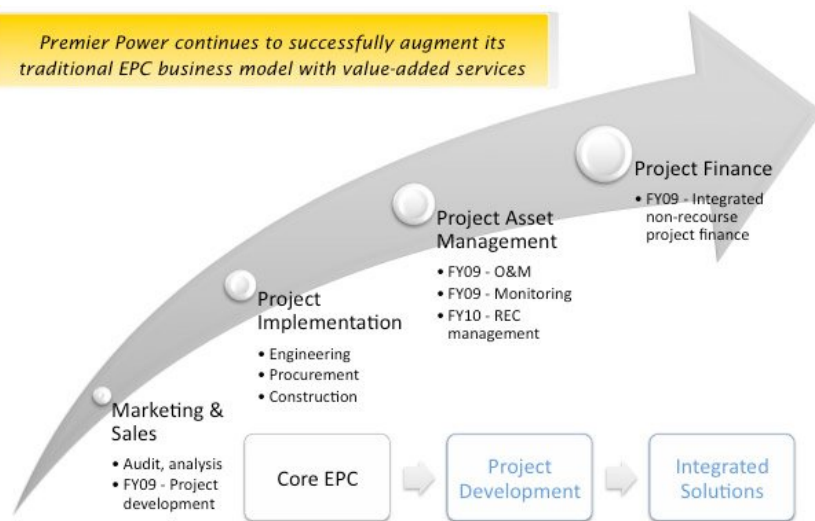 Premier Power continues to successfully augment its
traditional EPC business model with value-added services
Project Finance
• FY09 - Integrated
non-recourse
project finance
Project Asset
Management
• FY09 - O&M
• FY09 - Monitoring
• FY10 - REC
management
Project
Implementation
• Engineering
• Procurement
• Construction
Marketing &
Sales
• Audit, analysis
• FY09 - Project
development
Core EPC
Project
Development
Integrated
Solutions